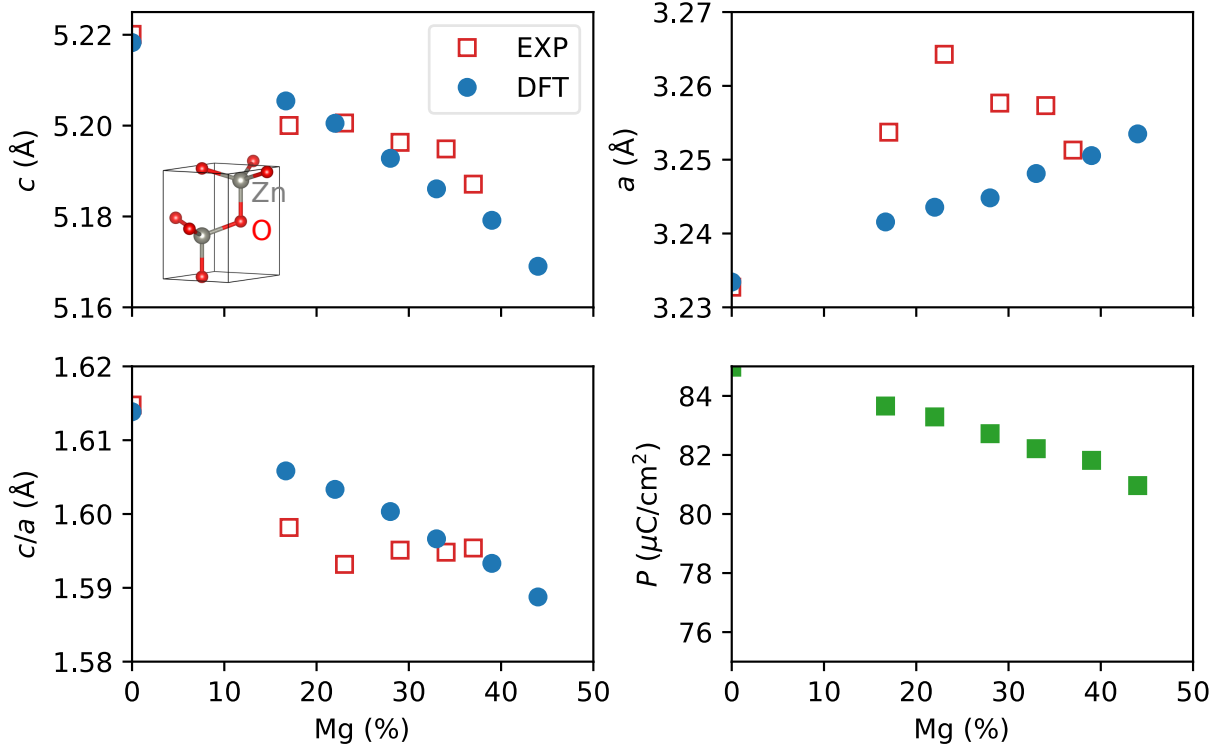 5.22
5.20
5.18
5.16
c (Å)
EXP
DFT
Zn
O
3.27
3.26
3.25
3.24
3.23
a (Å)
1.62
1.61
1.60
1.59
1.58
c/a (Å)
0 10 20 30 40 50
Mg (%)
84
82
80
78
76
P (μC/cm²)
0 10 20 30 40 50
Mg (%)